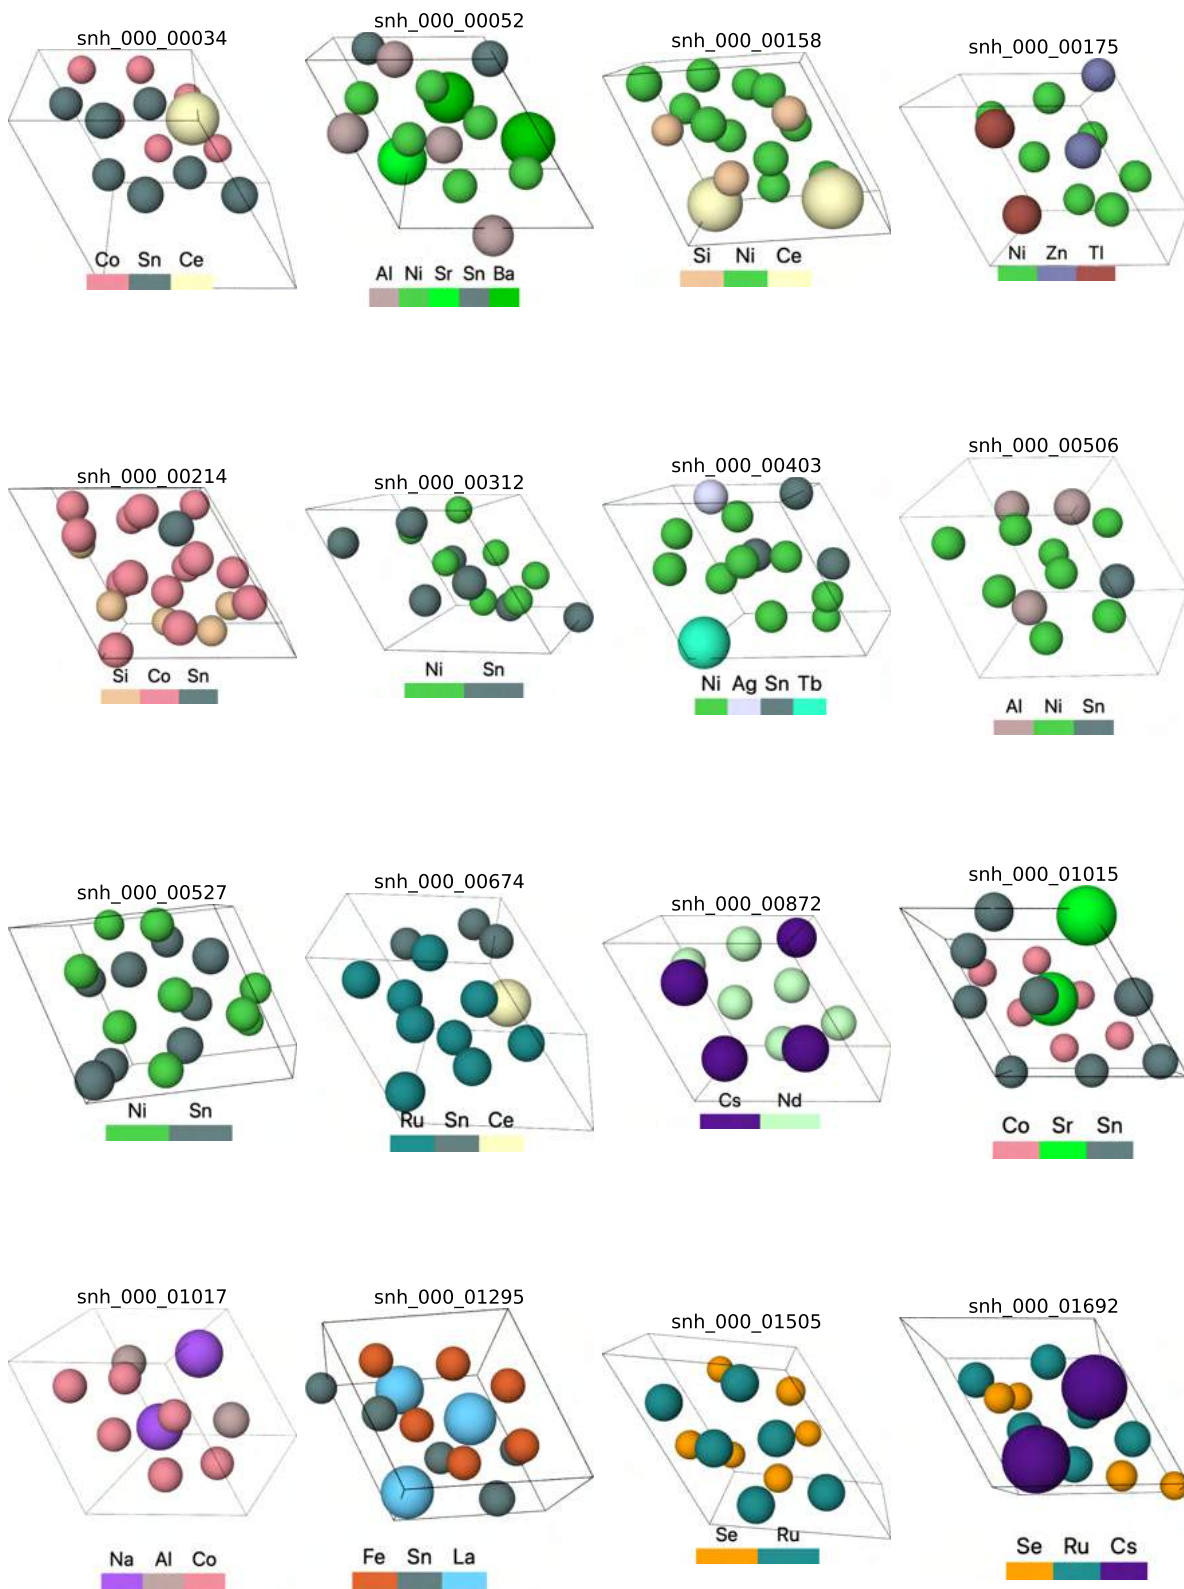 snh_000_00034
snh_000_00052
snh_000_00158
snh_000_00175
Co Sn Ce
Al Ni Sr Sn Ba
Si Ni Ce
Ni Zn Tl
snh_000_00214
snh_000_00312
snh_000_00403
snh_000_00506
Si Co Sn
Ni Sn
Ni Ag Sn Tb
Al Ni Sn
snh_000_00527
snh_000_00674
snh_000_00872
snh_000_01015
Ni Sn
Ru Sn Ce
Cs Nd
Co Sr Sn
snh_000_01017
snh_000_01295
snh_000_01505
snh_000_01692
Na Al Co
Fe Sn La
Se Ru
Se Ru Cs